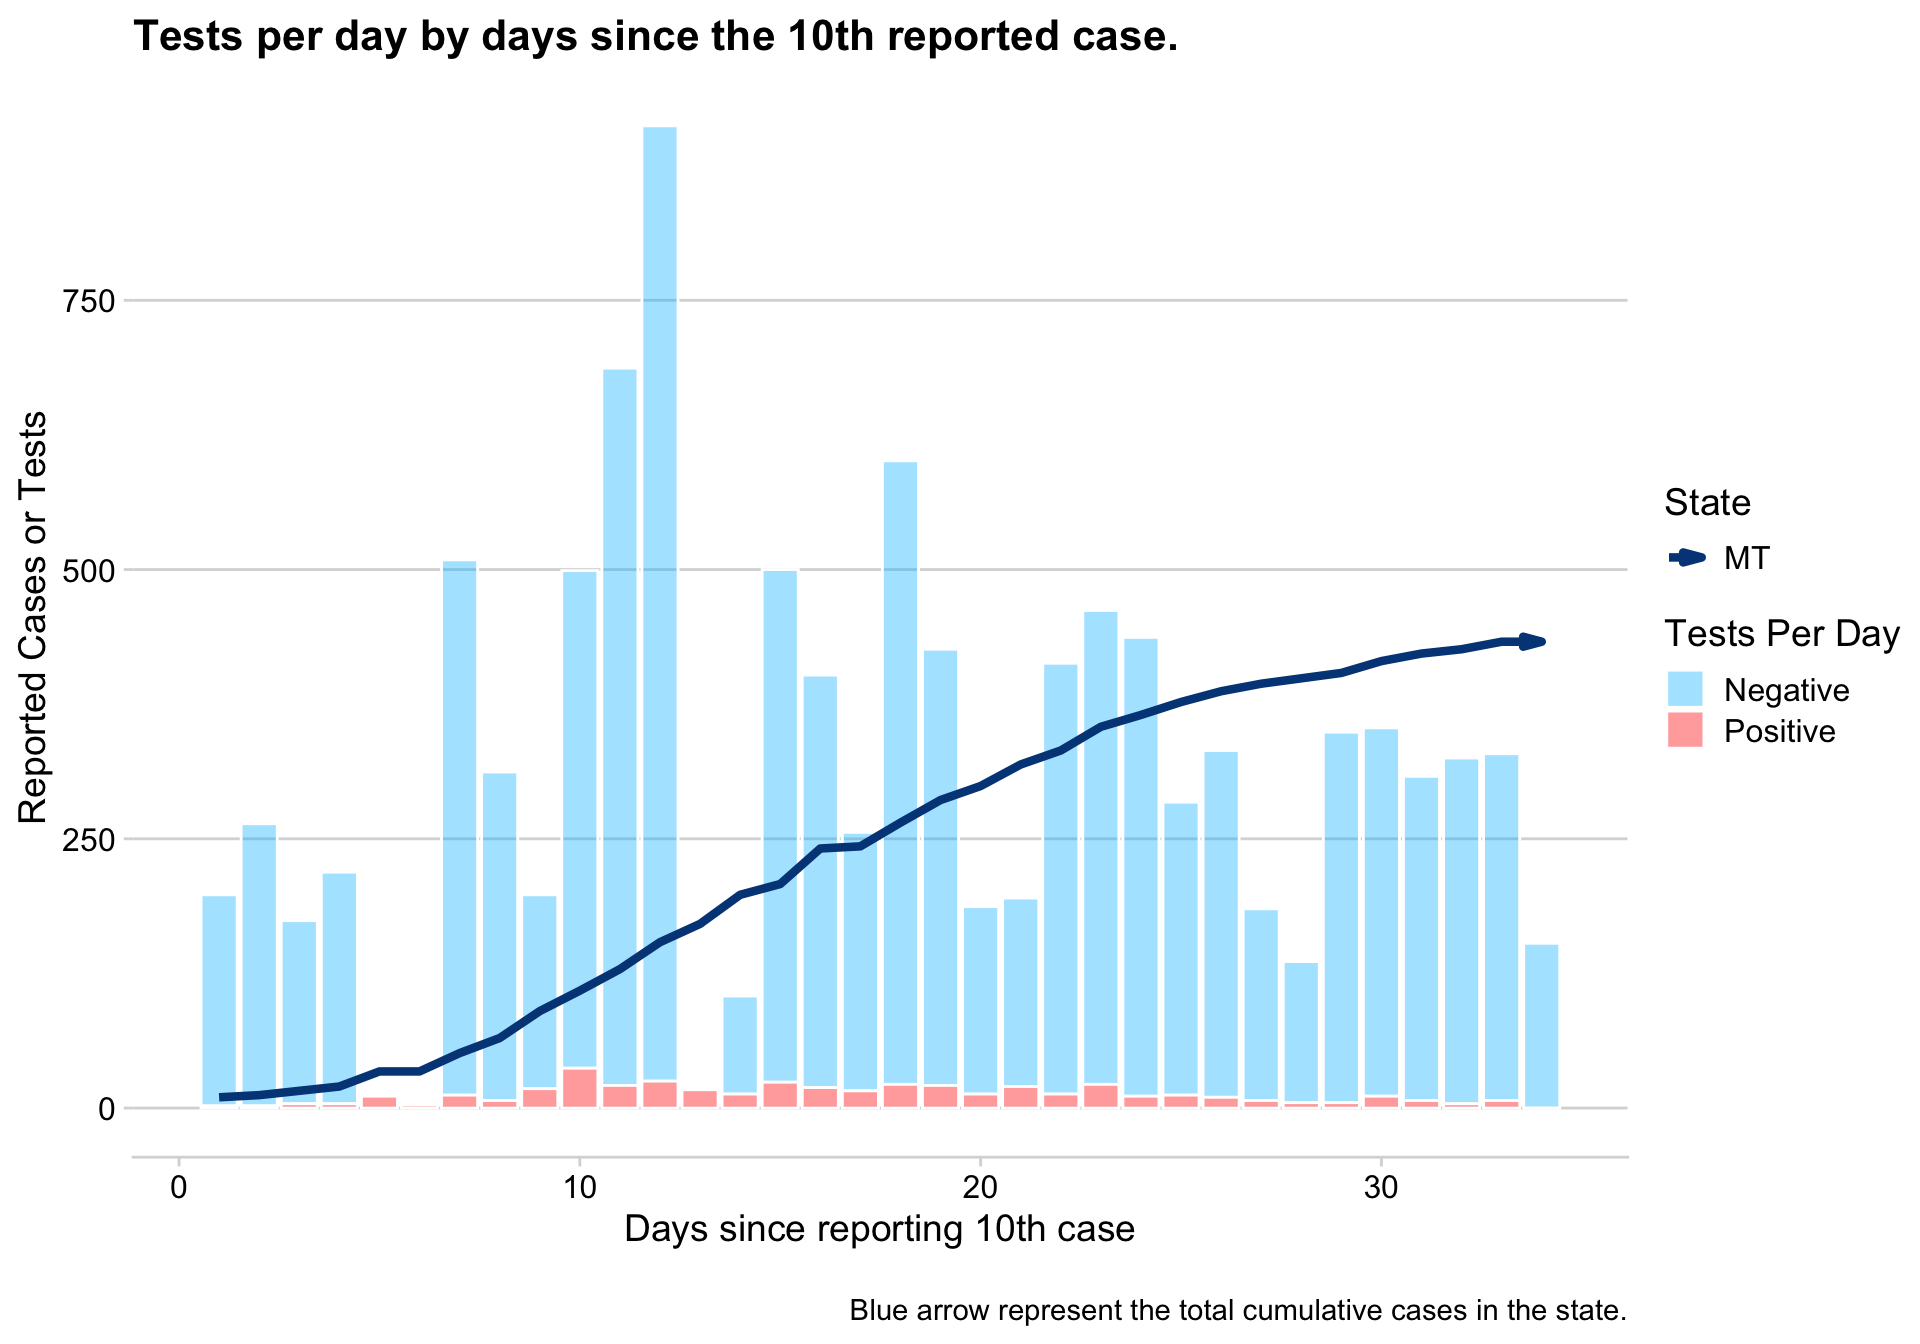 Tests per day by days since the 10th reported case.
Reported Cases or Tests
750
500
250
0
0 10 20 30
Days since reporting 10th case
State
MT
Tests Per Day
Negative
Positive
Blue arrow represent the total cumulative cases in the state.